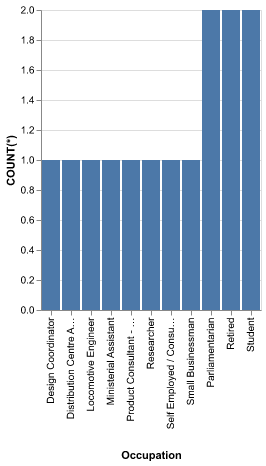 2.0
1.8
1.6
1.4
1.2
1.0
0.8
0.6
0.4
0.2
0.0
COUNT(*)
Design Coordinator
Distribution Centre A…
Locomotive Engineer
Ministerial Assistant
Product Consultant - …
Researcher
Self Employed / Consu…
Small Businessman
Parliamentarian
Retired
Student
Occupation